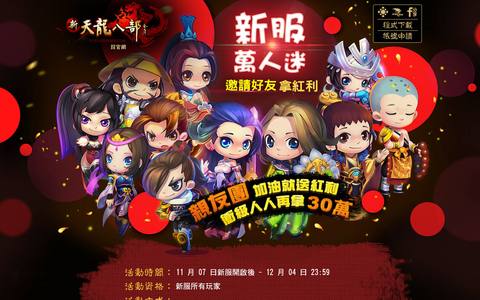 新天龍八部
新服
萬人迷
邀請好友 拿紅利
程式下載
帳號申請
親友團 加油就送紅利
衝級人人再拿 30萬
活動時間： 11 月 07 日新服開啟後 - 12 月 04 日 23:59
活動資格： 新服所有玩家